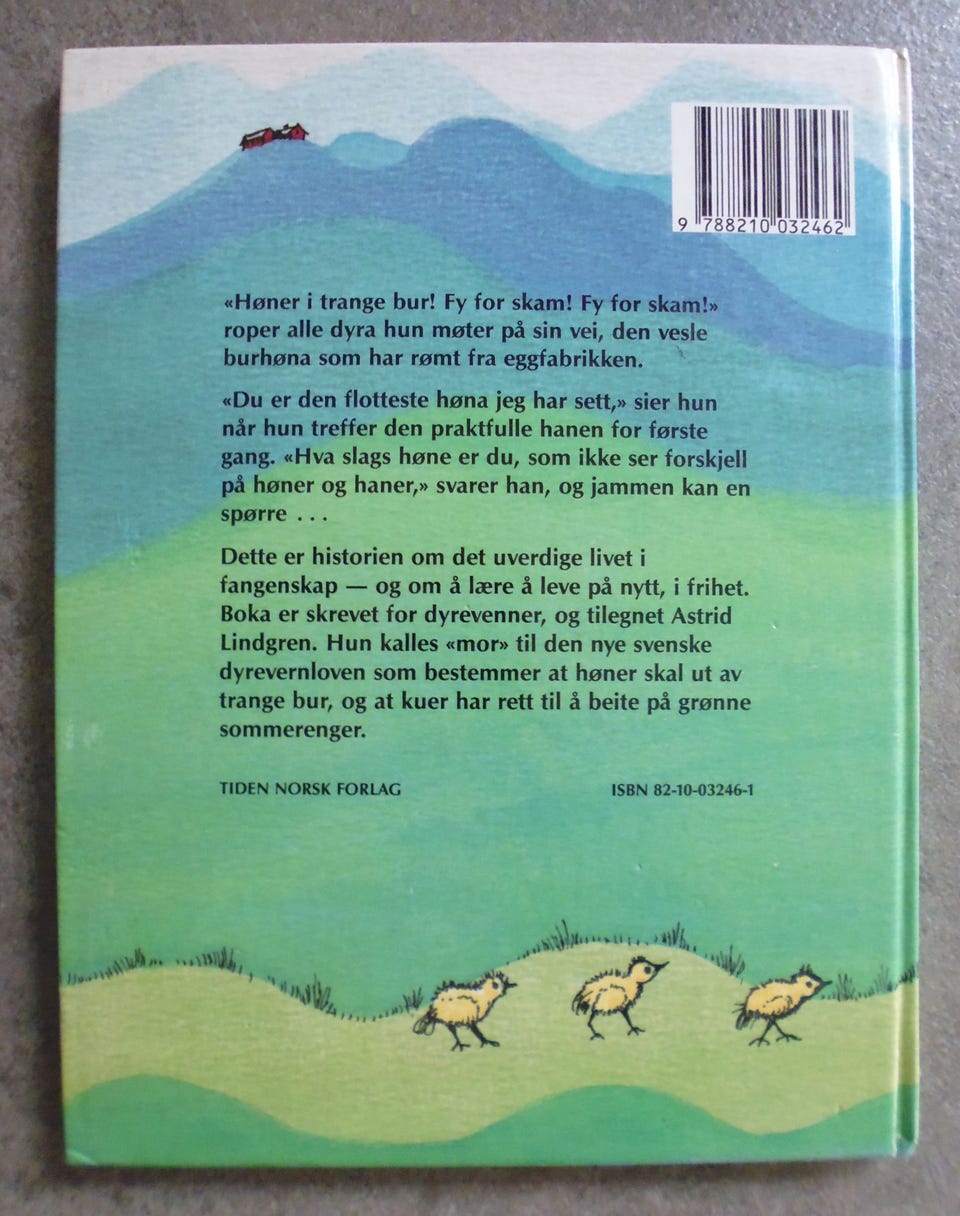 9 788210 032462
«Høner i trange bur! Fy for skam! Fy for skam!»
roper alle dyra hun møter på sin vei, den vesle
burhøna som har rømt fra eggfabrikken.
«Du er den flotteste høna jeg har sett,» sier hun
når hun treffer den praktfulle hanen for første
gang. «Hva slags høne er du, som ikke ser forskjell
på høner og haner,» svarer han, og jammen kan en
spørre . . .
Dette er historien om det uverdige livet i
fangenskap — og om å lære å leve på nytt, i frihet.
Boka er skrevet for dyrevenner, og tilegnet Astrid
Lindgren. Hun kalles «mor» til den nye svenske
dyrevernloven som bestemmer at høner skal ut av
trange bur, og at kuer har rett til å beite på grønne
sommerenger.
TIDEN NORSK FORLAG
ISBN 82-10-03246-1